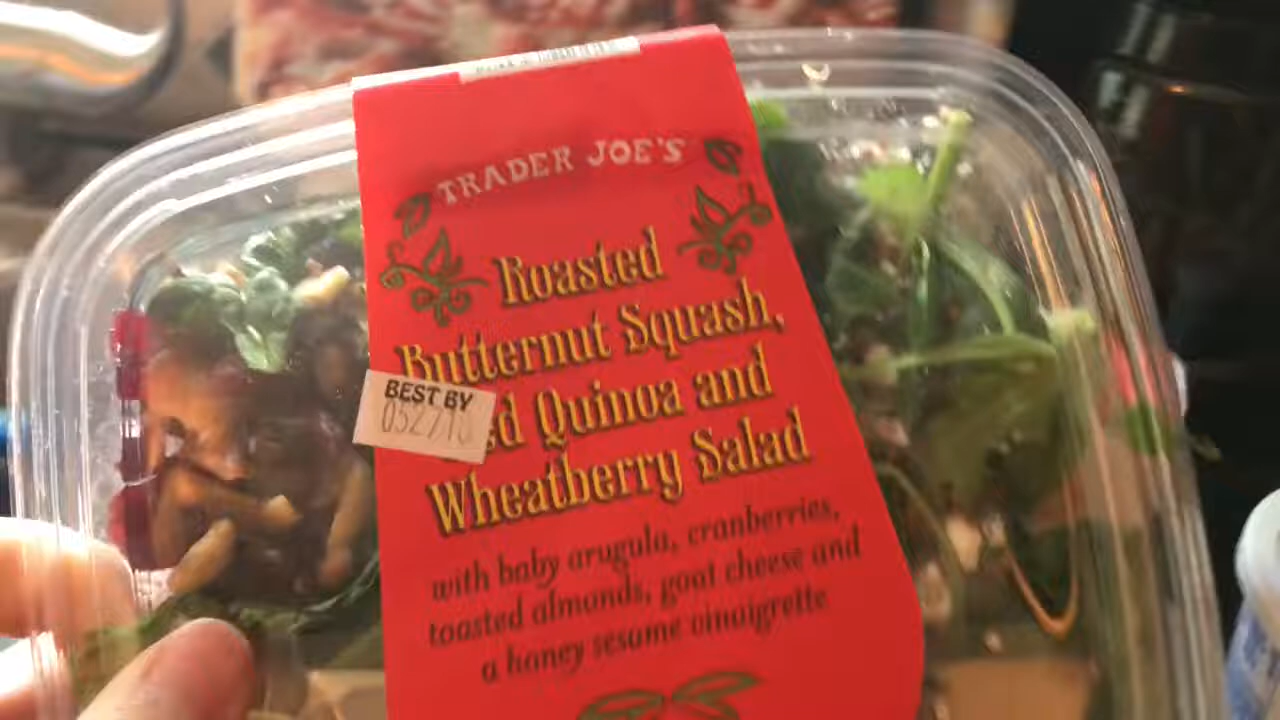 TRADER JOE'S
Roasted
Butternut Squash,
Quinoa and
Wheatberry Salad
BEST BY
with baby arugula, cranberries,
toasted almonds, goat cheese and
a honey sesame vinaigrette